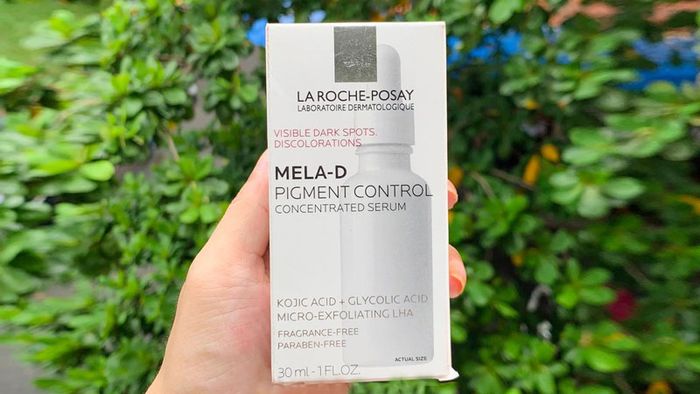 LA ROCHE-POSAY
LABORATOIRE DERMATOLOGIQUE
VISIBLE DARK SPOTS.
DISCOLORATIONS
MELA-D
PIGMENT CONTROL
CONCENTRATED SERUM
KOJIC ACID + GLYCOLIC ACID
MICRO-EXFOLIATING LHA
FRAGRANCE-FREE
PARABEN-FREE
ACTUAL SIZE
30 ml - 1 FL.OZ.